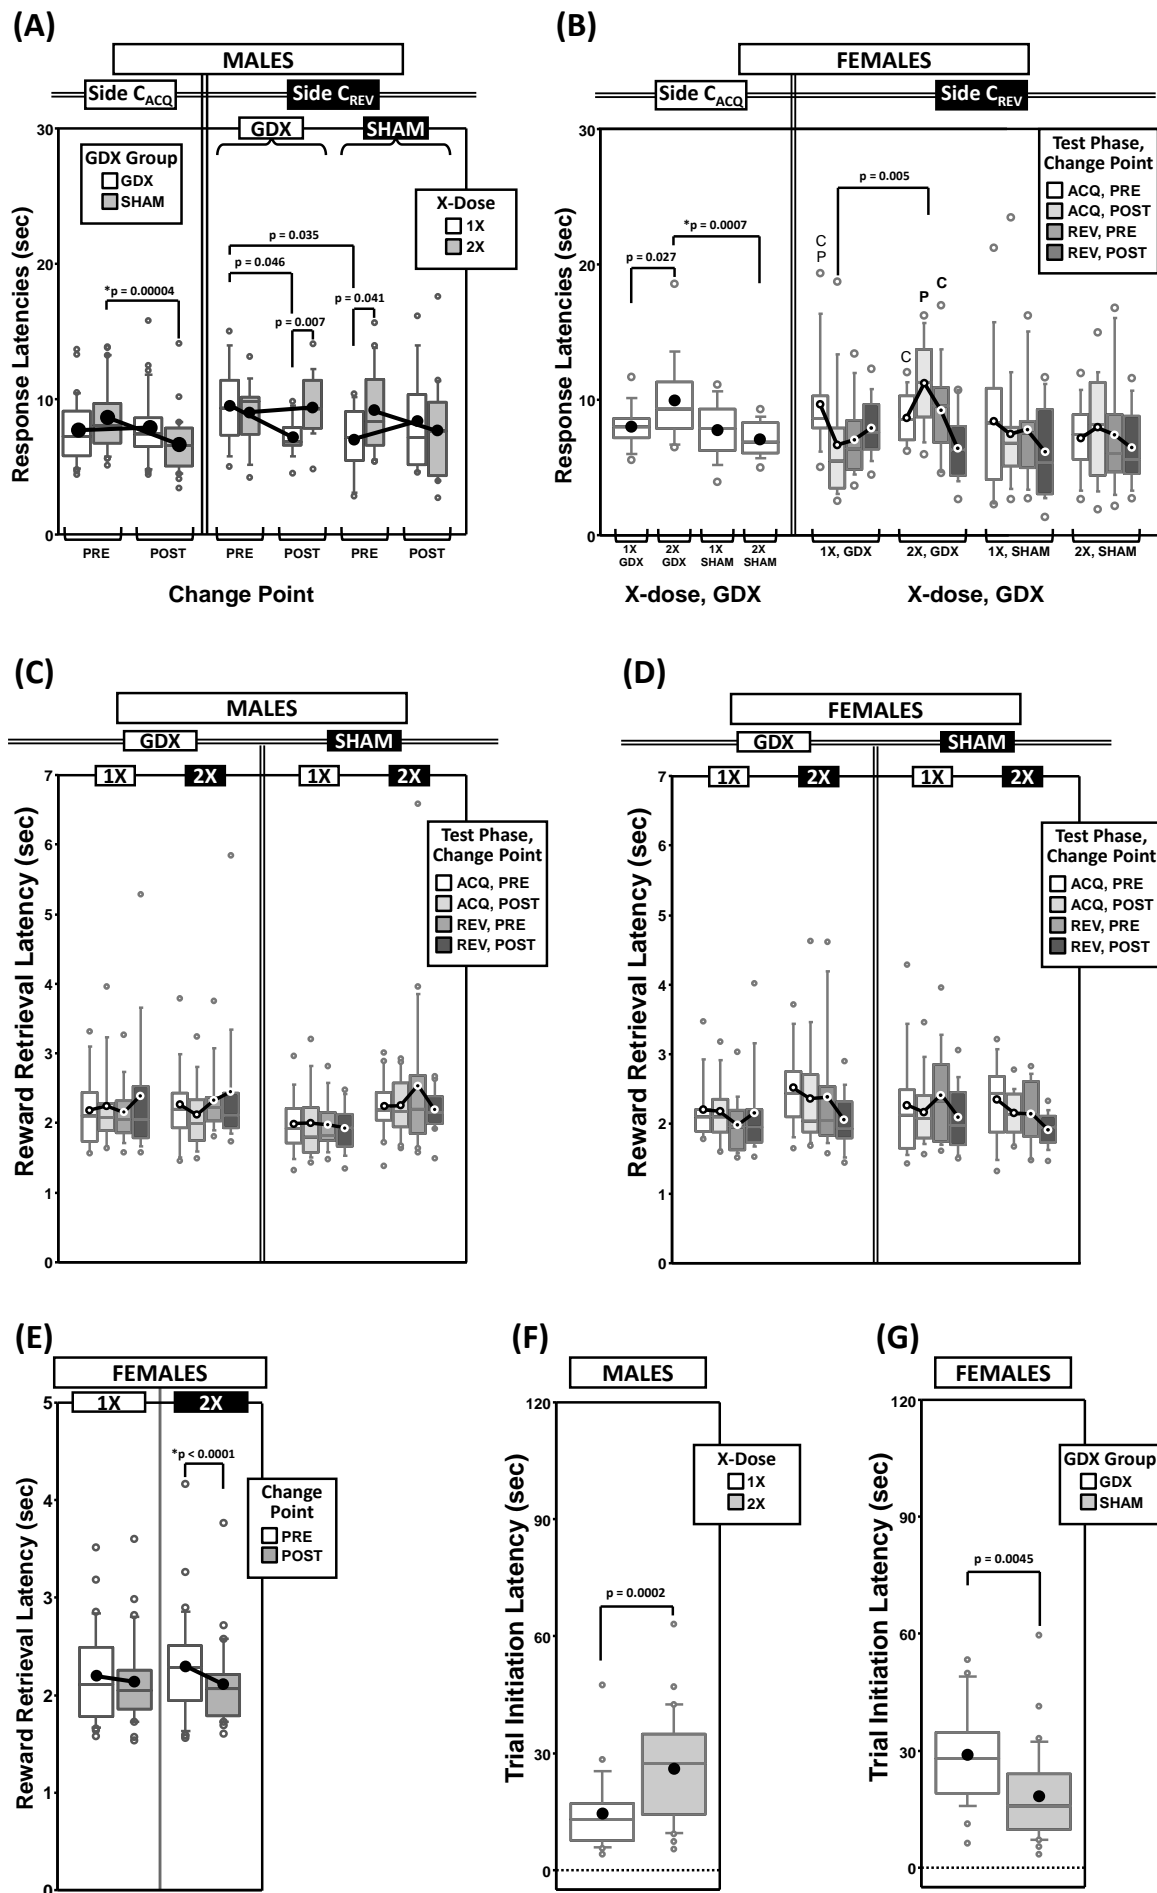 (A)
MALES
Side C_ACQ
Side C_REV
GDX
SHAM
30
20
10
0
Response Latencies (sec)
GDX Group
GDX
SHAM
X-Dose
1X
2X
*p = 0.00004
p = 0.035
p = 0.046
p = 0.007
p = 0.041
PRE
POST
PRE
POST
PRE
POST
Change Point
(B)
FEMALES
Side C_ACQ
Side C_REV
30
20
10
0
Response Latencies (sec)
Test Phase,
Change Point
ACQ, PRE
ACQ, POST
REV, PRE
REV, POST
p = 0.005
*p = 0.0007
p = 0.027
C
P
C
P
C
1X
GDX
2X
GDX
1X
SHAM
2X
SHAM
1X, GDX
2X, GDX
1X, SHAM
2X, SHAM
X-dose, GDX
X-dose, GDX
(C)
MALES
GDX
SHAM
1X
2X
1X
2X
7
6
5
4
3
2
1
0
Reward Retrieval Latency (sec)
Test Phase,
Change Point
ACQ, PRE
ACQ, POST
REV, PRE
REV, POST
(D)
FEMALES
GDX
SHAM
1X
2X
1X
2X
7
6
5
4
3
2
1
0
Reward Retrieval Latency (sec)
Test Phase,
Change Point
ACQ, PRE
ACQ, POST
REV, PRE
REV, POST
(E)
FEMALES
1X
2X
5
4
3
2
1
0
Reward Retrieval Latency (sec)
*p < 0.0001
Change
Point
PRE
POST
(F)
MALES
120
90
60
30
0
Trial Initiation Latency (sec)
X-Dose
1X
2X
p = 0.0002
(G)
FEMALES
120
90
60
30
0
Trial Initiation Latency (sec)
GDX Group
GDX
SHAM
p = 0.0045